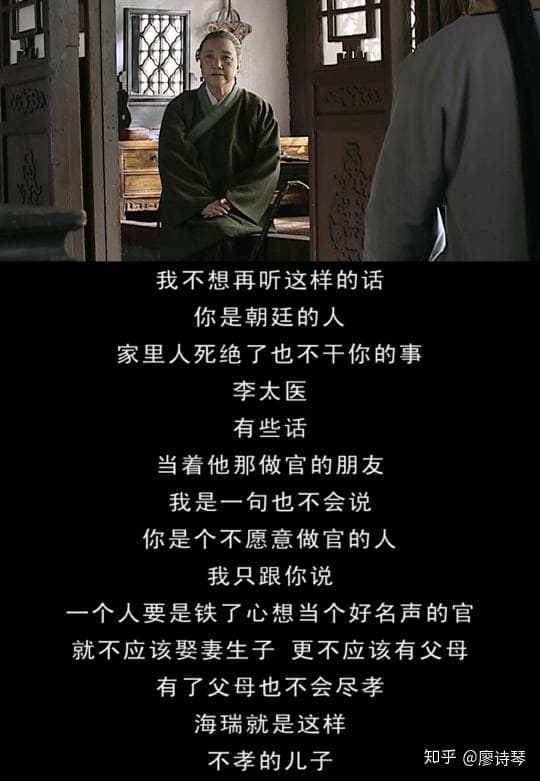 我不想再听这样的话
你是朝廷的人
家里人死绝了也不干你的事
李太医
有些话
当着他那做官的朋友
我是一句也不会说
你是个不愿意做官的人
我只跟你说
一个人要是铁了心想当个好名声的官
就不应该娶妻生子 更不应该有父母
有了父母也不会尽孝
海瑞就是这样
不孝的儿子
知乎 @廖诗琴